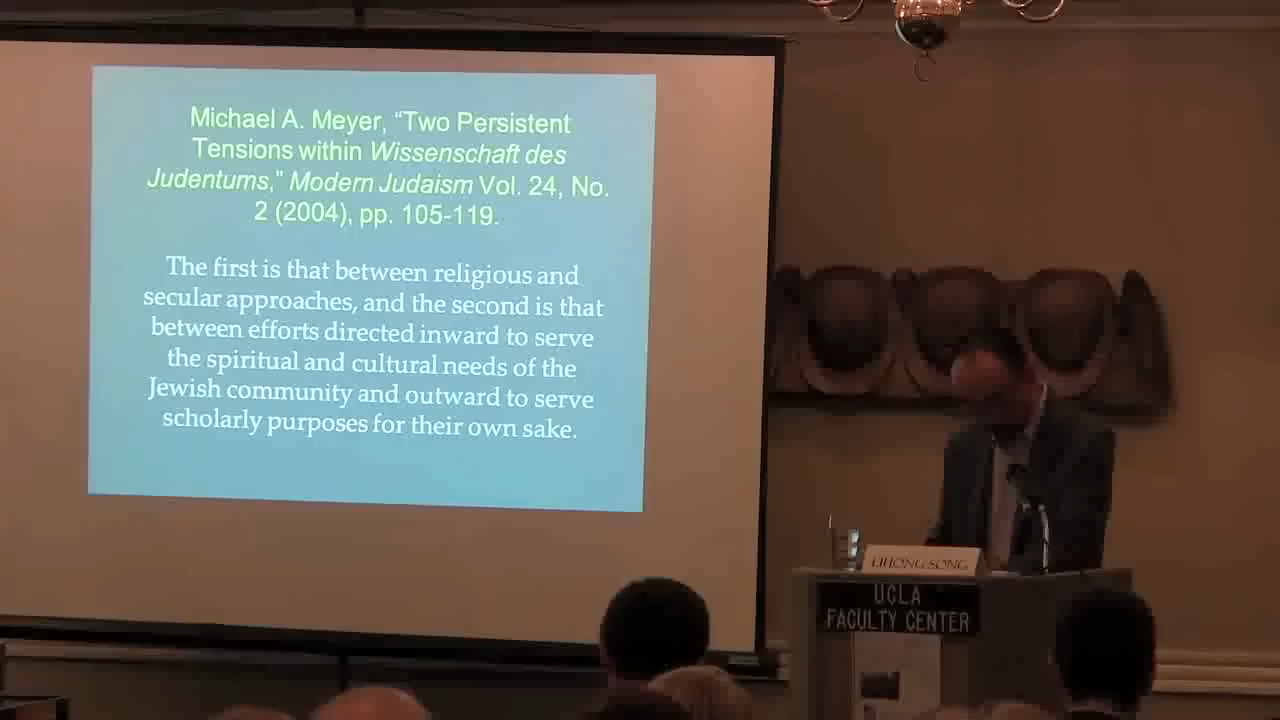 Michael A. Meyer, “Two Persistent
Tensions within Wissenschaft des
Judentums,” Modern Judaism Vol. 24, No.
2 (2004), pp. 105-119.
The first is that between religious and
secular approaches, and the second is that
between efforts directed inward to serve
the spiritual and cultural needs of the
Jewish community and outward to serve
scholarly purposes for their own sake.
LIHONG SONG
UCLA
FACULTY CENTER